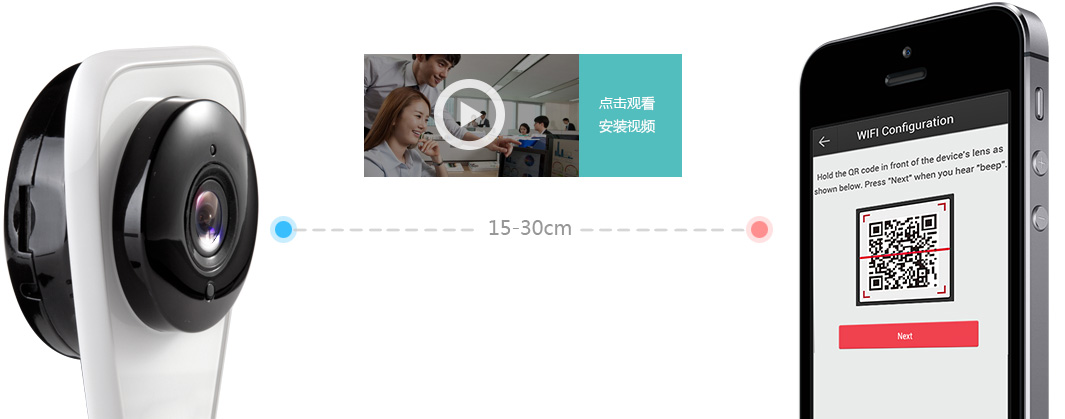 点击观看
安装视频
15-30cm
WIFI Configuration
Hold the QR code in front of the device's lens as
shown below. Press "Next" when you hear "beep".
Next